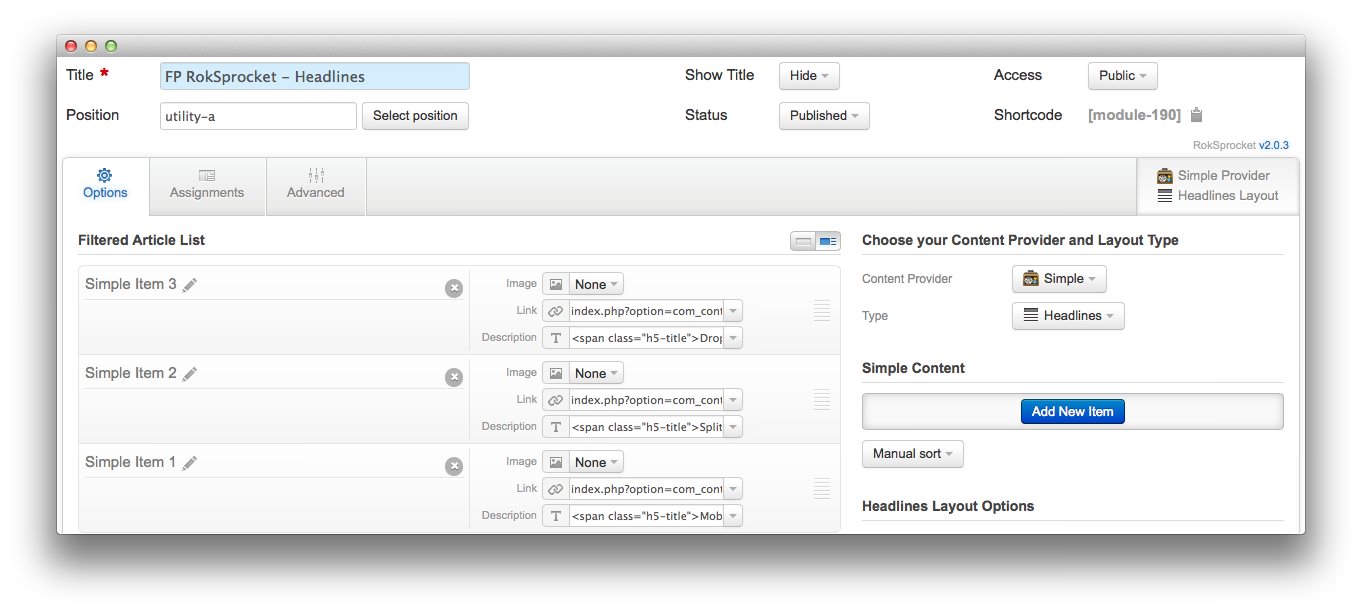 Title * FP RokSprocket – Headlines Show Title Hide Access Public
Position utility-a Select position Status Published Shortcode [module-190]
RokSprocket v2.0.3
Options Assignments Advanced Simple Provider
Headlines Layout
Filtered Article List
Simple Item 3
Image None
Link index.php?option=com_cont
Description <span class="h5-title">Drop
Simple Item 2
Image None
Link index.php?option=com_cont
Description <span class="h5-title">Split
Simple Item 1
Image None
Link index.php?option=com_cont
Description <span class="h5-title">Mob
Choose your Content Provider and Layout Type
Content Provider Simple
Type Headlines
Simple Content
Add New Item
Manual sort
Headlines Layout Options